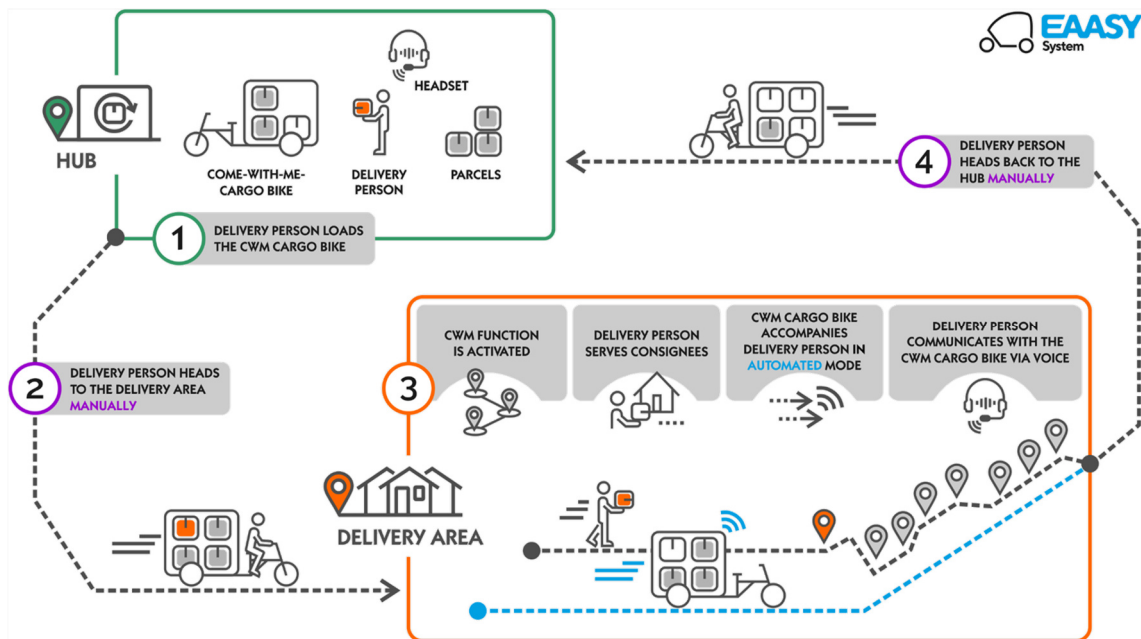 EAASY
System
HEADSET
HUB
COME-WITH-ME-
CARGO BIKE
DELIVERY
PERSON
PARCELS
1
DELIVERY PERSON LOADS
THE CWM CARGO BIKE
4
DELIVERY PERSON
HEADS BACK TO THE
HUB MANUALLY
2
DELIVERY PERSON HEADS
TO THE DELIVERY AREA
MANUALLY
3
CWM FUNCTION
IS ACTIVATED
DELIVERY PERSON
SERVES CONSIGNEES
CWM CARGO BIKE
ACCOMPANIES
DELIVERY PERSON IN
AUTOMATED MODE
DELIVERY PERSON
COMMUNICATES WITH THE
CWM CARGO BIKE VIA VOICE
DELIVERY AREA